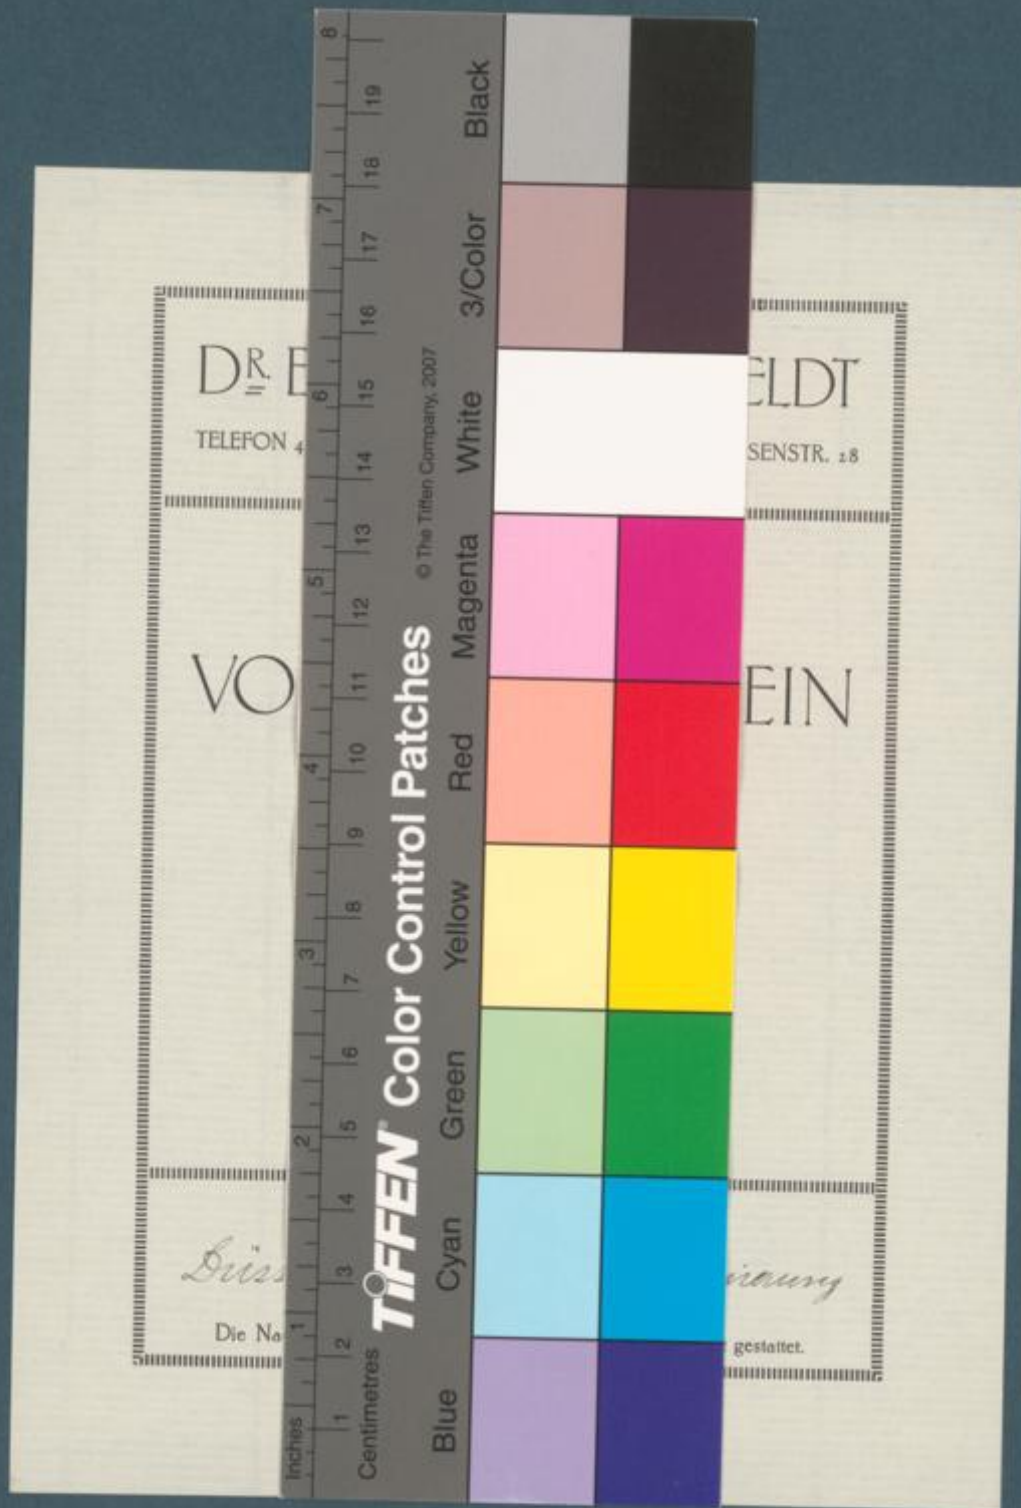 DR. E ELDT
TELEFON 4 SENSTR. 28
VO EIN
Die Na gestattet.
Inches 1 2 3 4 5 6 7 8
Centimetres 1 2 3 4 5 6 7 8 9 10 11 12 13 14 15 16 17 18 19
TIFFEN® Color Control Patches © The Tiffen Company, 2007
Blue Cyan Green Yellow Red Magenta White 3/Color Black